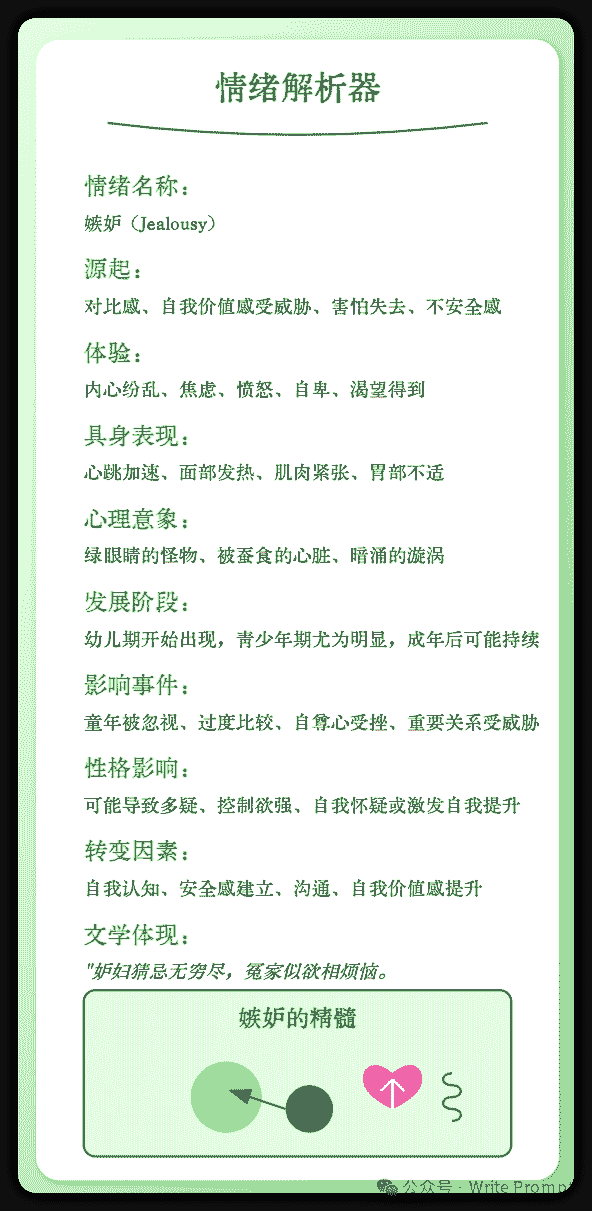 情绪解析器
情绪名称：
嫉妒（Jealousy）
源起：
对比感、自我价值感受威胁、害怕失去、不安全感
体验：
内心纷乱、焦虑、愤怒、自卑、渴望得到
具身表现：
心跳加速、面部发热、肌肉紧张、胃部不适
心理意象：
绿眼睛的怪物、被蚕食的心脏、暗涌的漩涡
发展阶段：
幼儿期开始出现，青少年期尤为明显，成年后可能持续
影响事件：
童年被忽视、过度比较、自尊心受挫、重要关系受威胁
性格影响：
可能导致多疑、控制欲强、自我怀疑或激发自我提升
转变因素：
自我认知、安全感建立、沟通、自我价值感提升
文学体现：
"妒妇猜忌无穷尽，冤家似欲相烦恼。
嫉妒的精髓
公众号 · Write Prompt